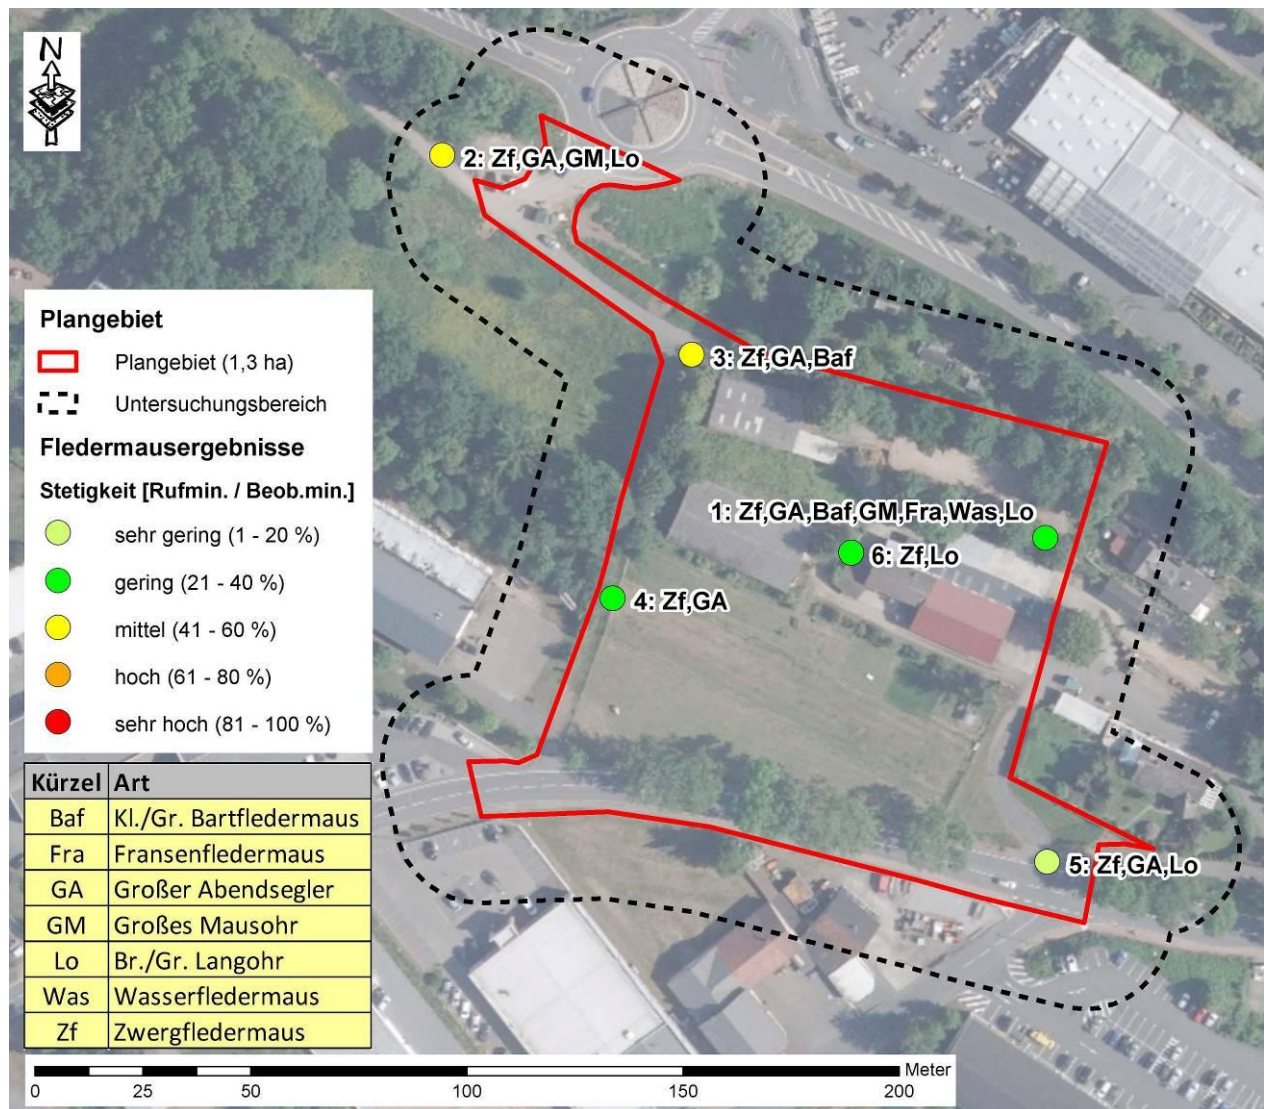 N
2: Zf,GA,GM,Lo
3: Zf,GA,Baf
1: Zf,GA,Baf,GM,Fra,Was,Lo
6: Zf,Lo
4: Zf,GA
5: Zf,GA,Lo
Plangebiet
Plangebiet (1,3 ha)
Untersuchungsbereich
Fledermausergebnisse
Stetigkeit [Rufmin. / Beob.min.]
sehr gering (1 - 20 %)
gering (21 - 40 %)
mittel (41 - 60 %)
hoch (61 - 80 %)
sehr hoch (81 - 100 %)
Kürzel Art
Baf Kl./Gr. Bartfledermaus
Fra Fransenfledermaus
GA Großer Abendsegler
GM Großes Mausohr
Lo Br./Gr. Langohr
Was Wasserfledermaus
Zf Zwergfledermaus
Meter
0 25 50 100 150 200